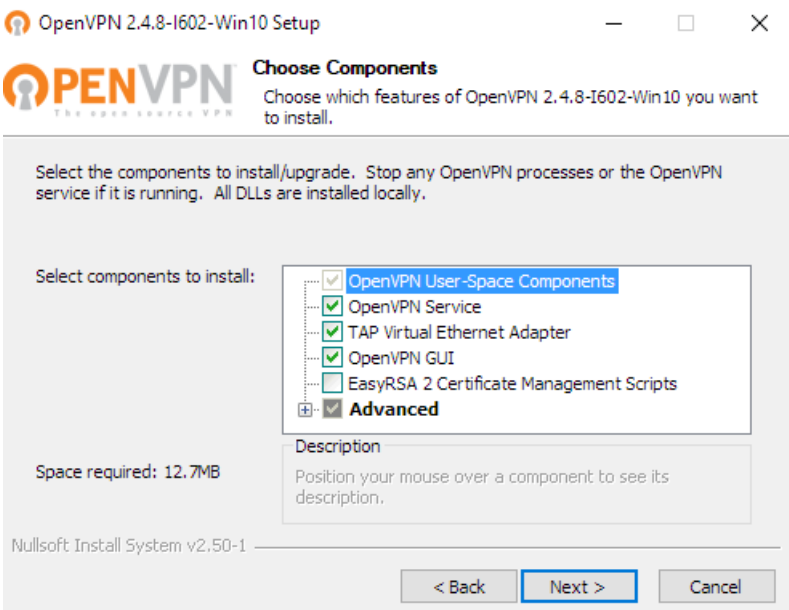 OpenVPN 2.4.8-I602-Win10 Setup
OPENVPN
The open source VPN
Choose Components
Choose which features of OpenVPN 2.4.8-I602-Win10 you want
to install.
Select the components to install/upgrade. Stop any OpenVPN processes or the OpenVPN
service if it is running. All DLLs are installed locally.
Select components to install:
OpenVPN User-Space Components
OpenVPN Service
TAP Virtual Ethernet Adapter
OpenVPN GUI
EasyRSA 2 Certificate Management Scripts
Advanced
Space required: 12.7MB
Description
Position your mouse over a component to see its
description.
Nullsoft Install System v2.50-1
< Back
Next >
Cancel